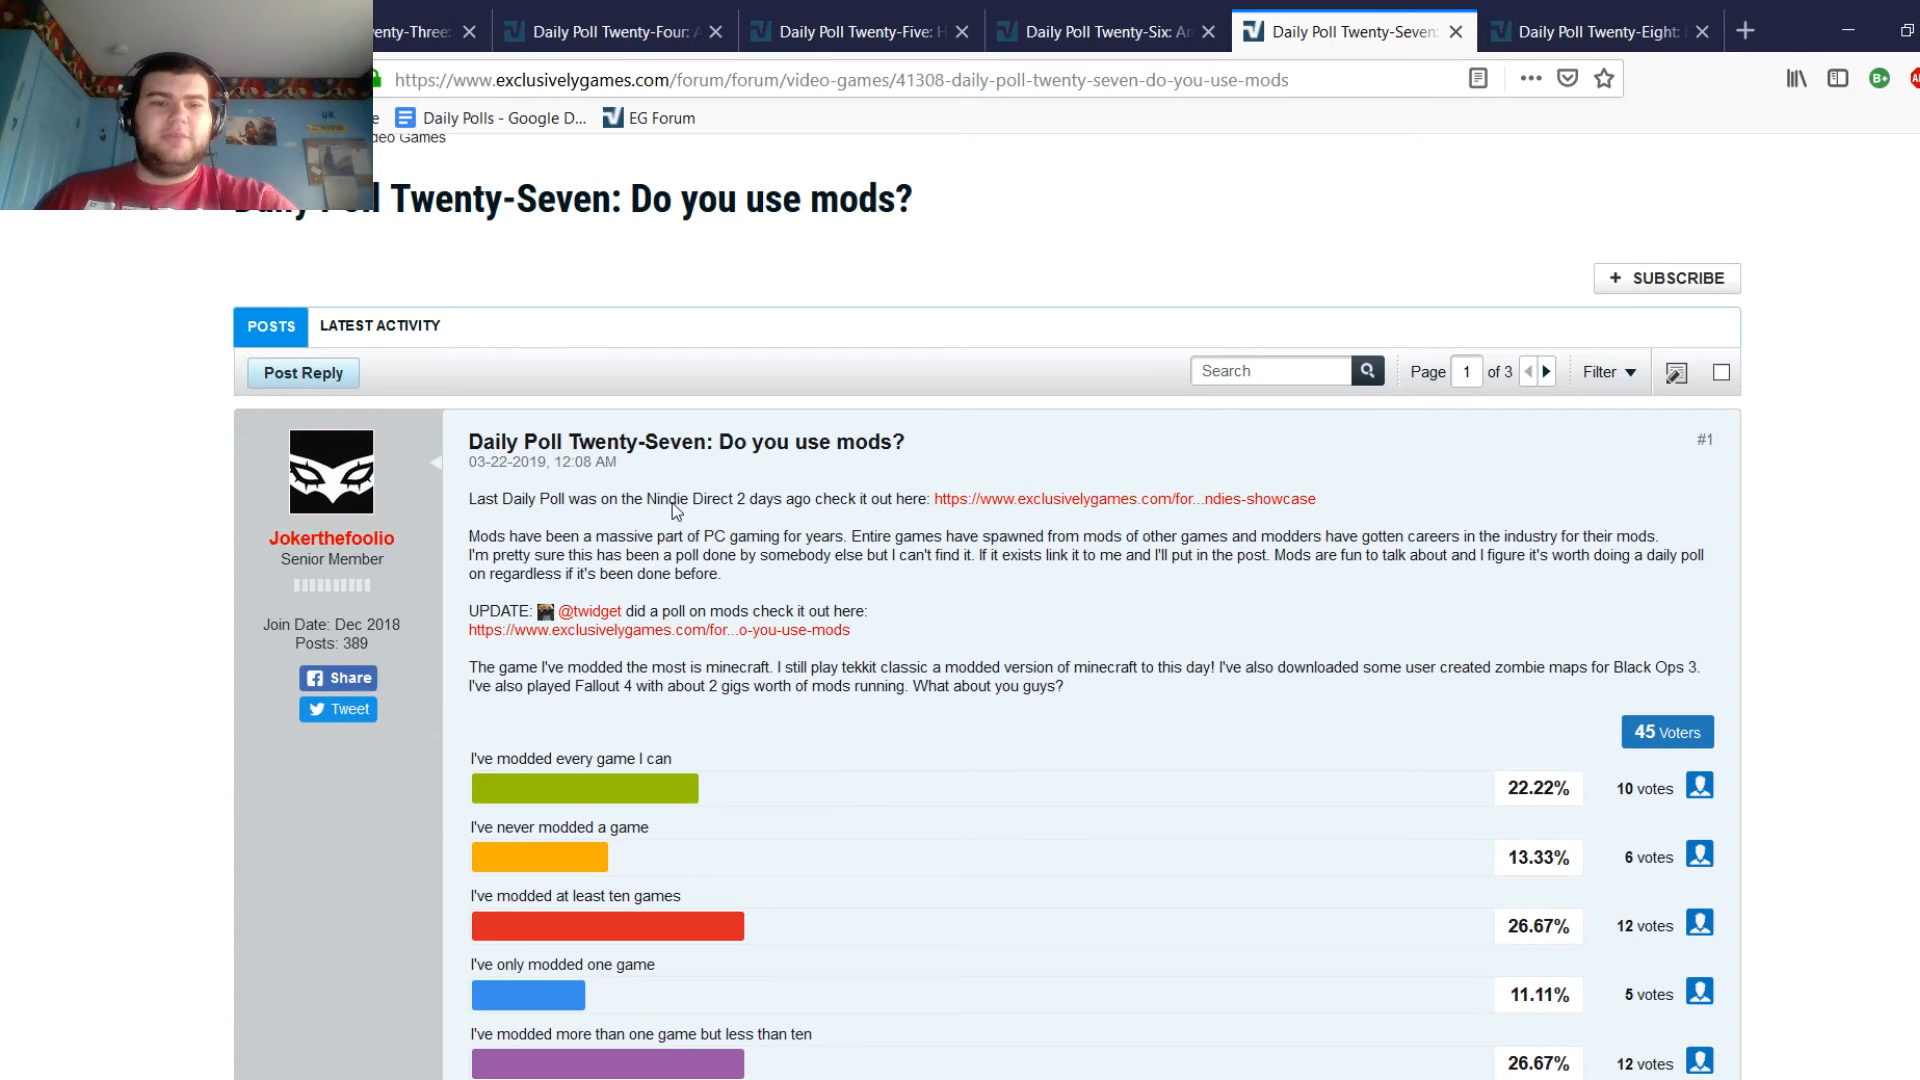 wenty-Three:
Daily Poll Twenty-Four: A
Daily Poll Twenty-Five: H
Daily Poll Twenty-Six: An
Daily Poll Twenty-Seven:
Daily Poll Twenty-Eight:
https://www.exclusivelygames.com/forum/forum/video-games/41308-daily-poll-twenty-seven-do-you-use-mods
B+
e Daily Polls - Google D... EG Forum
deo Games
Twenty-Seven: Do you use mods?
+ SUBSCRIBE
POSTS LATEST ACTIVITY
Post Reply Search Page 1 of 3 Filter
Daily Poll Twenty-Seven: Do you use mods? #1
03-22-2019, 12:08 AM
Jokerthefoolio
Senior Member
Join Date: Dec 2018
Posts: 389
Share
Tweet
Last Daily Poll was on the Nindie Direct 2 days ago check it out here: https://www.exclusivelygames.com/for...ndies-showcase
Mods have been a massive part of PC gaming for years. Entire games have spawned from mods of other games and modders have gotten careers in the industry for their mods.
I'm pretty sure this has been a poll done by somebody else but I can't find it. If it exists link it to me and I'll put in the post. Mods are fun to talk about and I figure it's worth doing a daily poll
on regardless if it's been done before.
UPDATE: @twidget did a poll on mods check it out here:
https://www.exclusivelygames.com/for...o-you-use-mods
The game I've modded the most is minecraft. I still play tekkit classic a modded version of minecraft to this day! I've also downloaded some user created zombie maps for Black Ops 3.
I've also played Fallout 4 with about 2 gigs worth of mods running. What about you guys?
45 Voters
I've modded every game I can
22.22% 10 votes
I've never modded a game
13.33% 6 votes
I've modded at least ten games
26.67% 12 votes
I've only modded one game
11.11% 5 votes
I've modded more than one game but less than ten
26.67% 12 votes